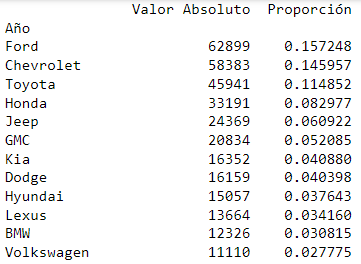 Valor Absoluto Proporción
Año
Ford 62899 0.157248
Chevrolet 58383 0.145957
Toyota 45941 0.114852
Honda 33191 0.082977
Jeep 24369 0.060922
GMC 20834 0.052085
Kia 16352 0.040880
Dodge 16159 0.040398
Hyundai 15057 0.037643
Lexus 13664 0.034160
BMW 12326 0.030815
Volkswagen 11110 0.027775